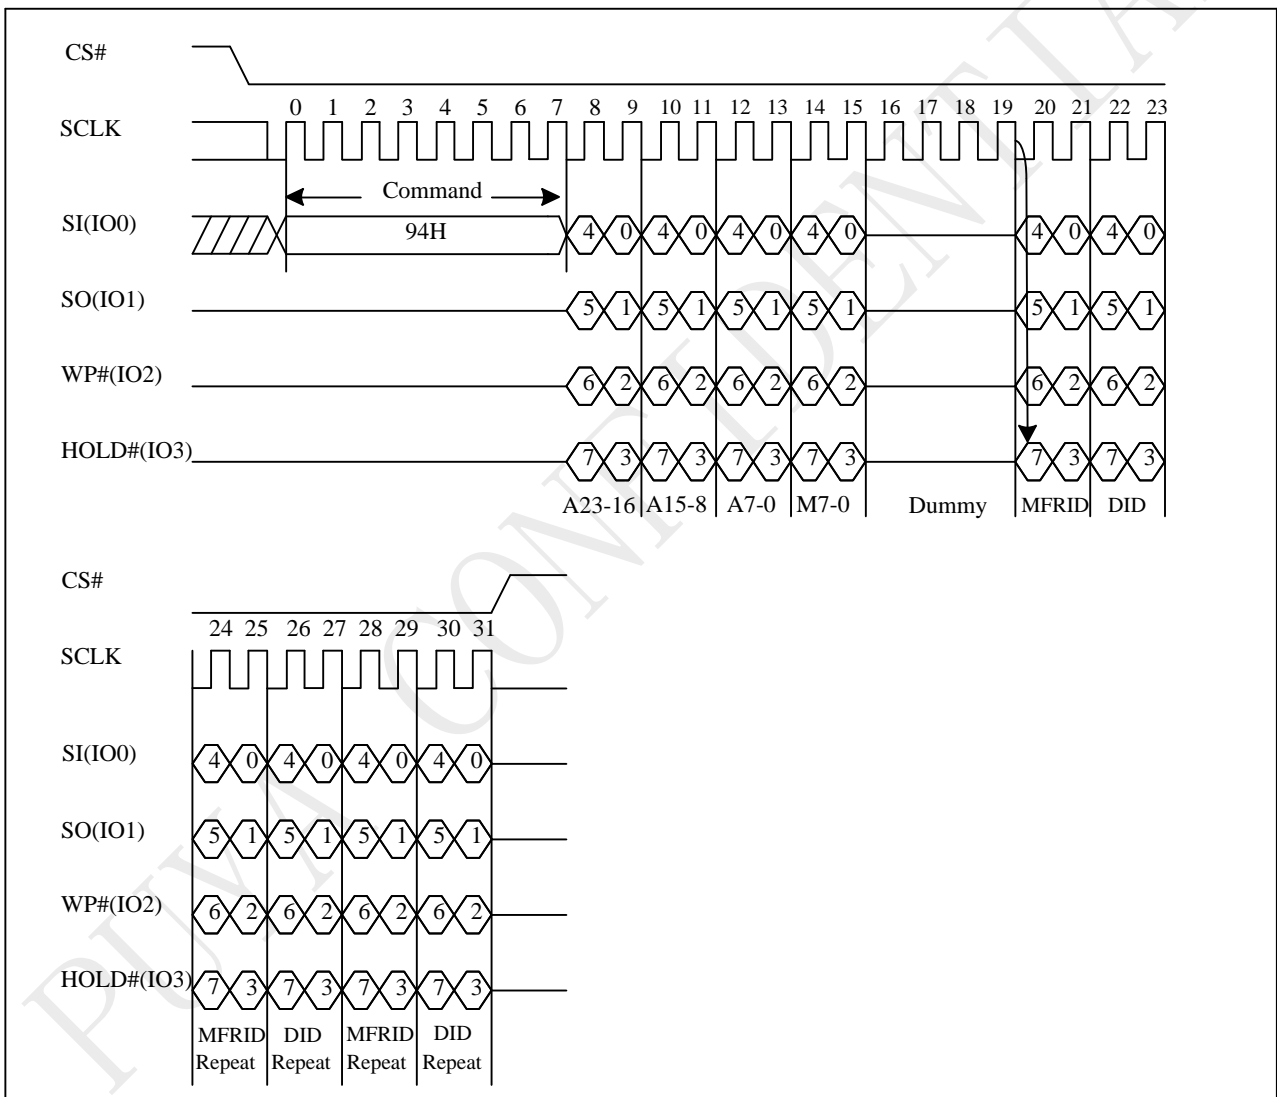 CS#
0 1 2 3 4 5 6 7 8 9 10 11 12 13 14 15 16 17 18 19 20 21 22 23
SCLK
Command
SI(IO0) 94H 4 0 4 0 4 0 4 0 4 0 4 0
SO(IO1) 5 1 5 1 5 1 5 1 5 1 5 1
WP#(IO2) 6 2 6 2 6 2 6 2 6 2 6 2
HOLD#(IO3) 7 3 7 3 7 3 7 3 7 3 7 3
A23-16 A15-8 A7-0 M7-0 Dummy MFRID DID
CS#
24 25 26 27 28 29 30 31
SCLK
SI(IO0) 4 0 4 0 4 0 4 0
SO(IO1) 5 1 5 1 5 1 5 1
WP#(IO2) 6 2 6 2 6 2 6 2
HOLD#(IO3) 7 3 7 3 7 3 7 3
MFRID DID MFRID DID
Repeat Repeat Repeat Repeat
PUYA CONFIDENTIA